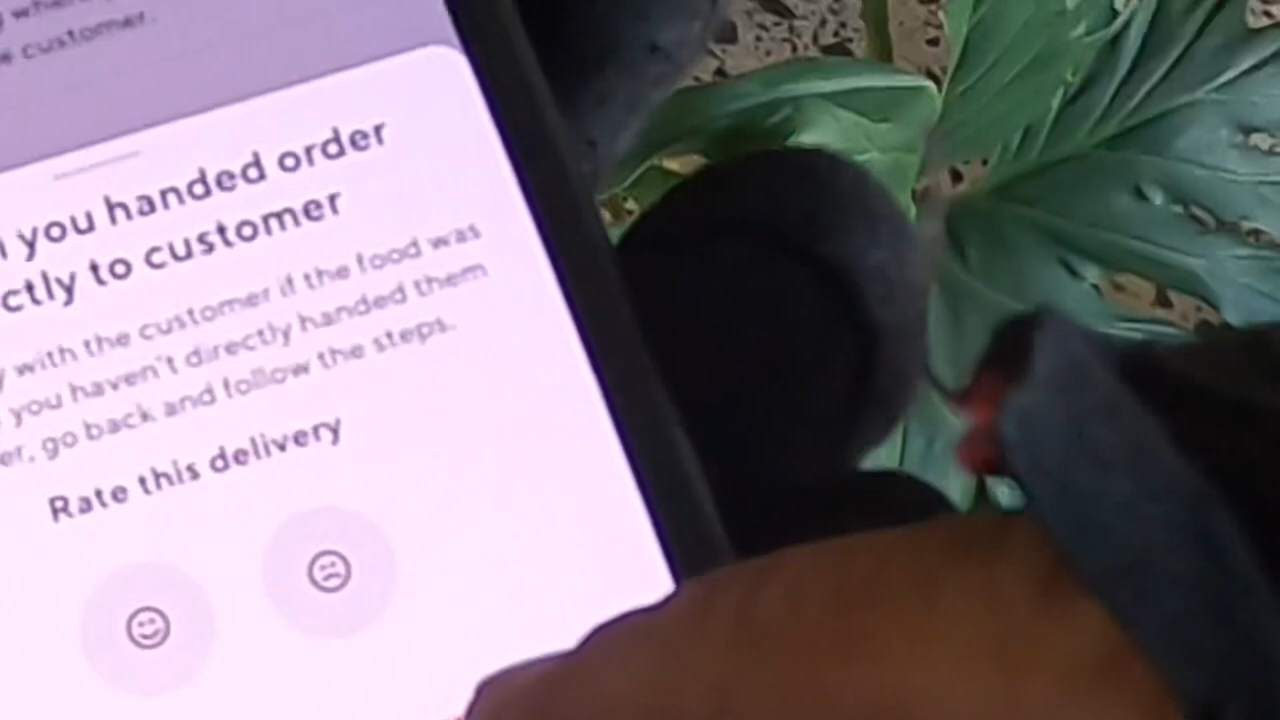 where
customer.
you handed order
ctly to customer
with the customer if the food was
you haven't directly handed them
er, go back and follow the steps.
Rate this delivery